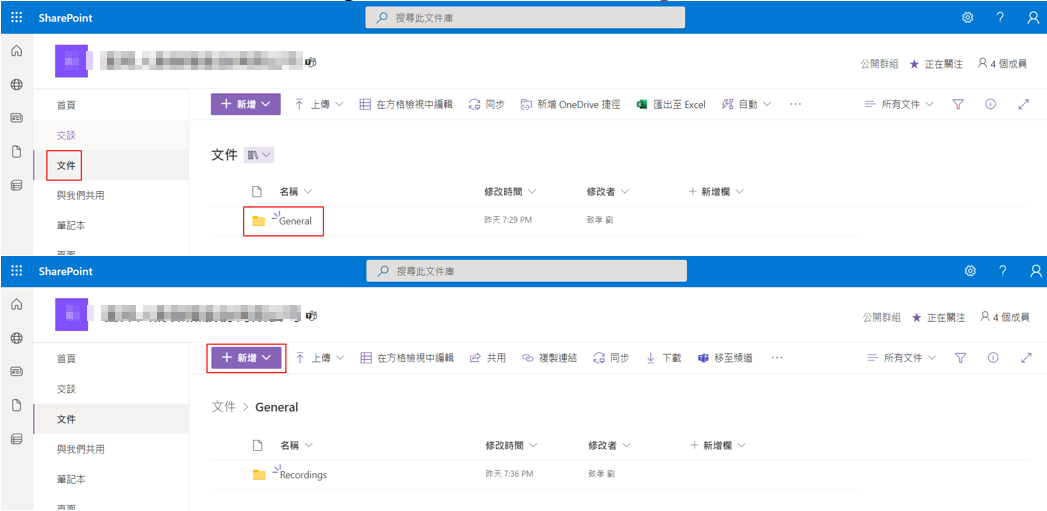 SharePoint 搜尋此文件庫
公開群組 正在關注 4 個成員
首頁 新增 上傳 在方格檢視中編輯 同步 新增 OneDrive 捷徑 匯出至 Excel 自動 所有文件
交談
文件 文件
與我們共用 名稱 修改時間 修改者 新增欄
筆記本 General 昨天 7:29 PM 致孝 劉
頁面
SharePoint 搜尋此文件庫
公開群組 正在關注 4 個成員
首頁 新增 上傳 在方格檢視中編輯 共用 複製連結 同步 下載 移至頻道 所有文件
交談
文件 文件 > General
與我們共用 名稱 修改時間 修改者 新增欄
筆記本 Recordings 昨天 7:36 PM 致孝 劉
頁面